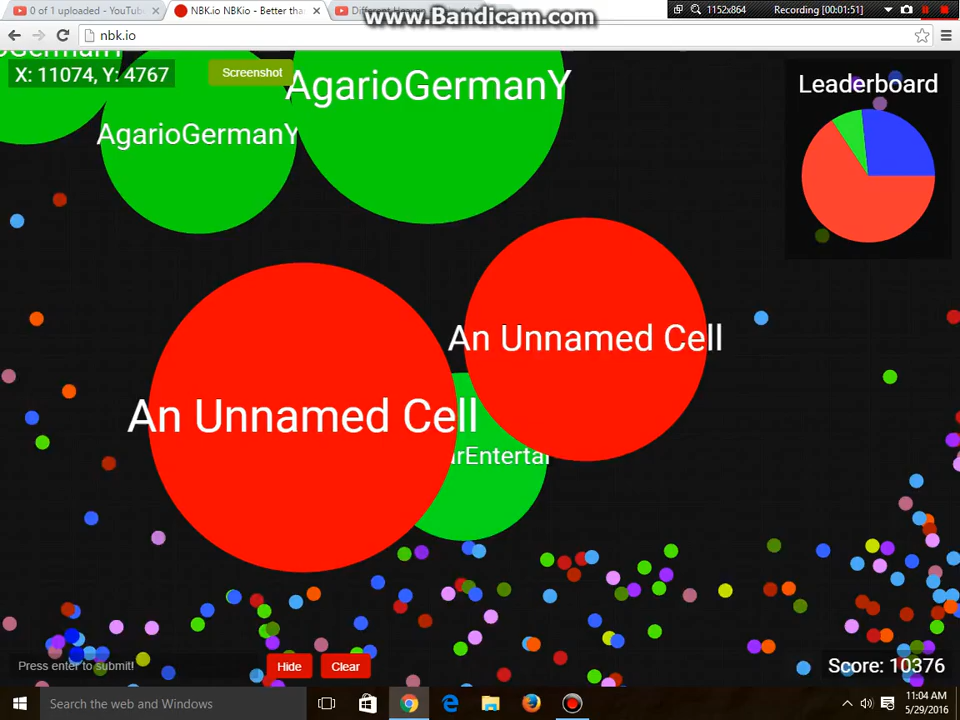 0 of 1 uploaded - YouTub
NBK.io NBKio - Better tha
www.Bandicam.com
1152x864
Recording [00:01:51]
nbk.io
X: 11074, Y: 4767
Screenshot
AgarioGermanY
AgarioGermanY
Leaderboard
An Unnamed Cell
An Unnamed Cell
Press enter to submit!
Hide
Clear
Score: 10376
Search the web and Windows
11:04 AM
5/29/2016